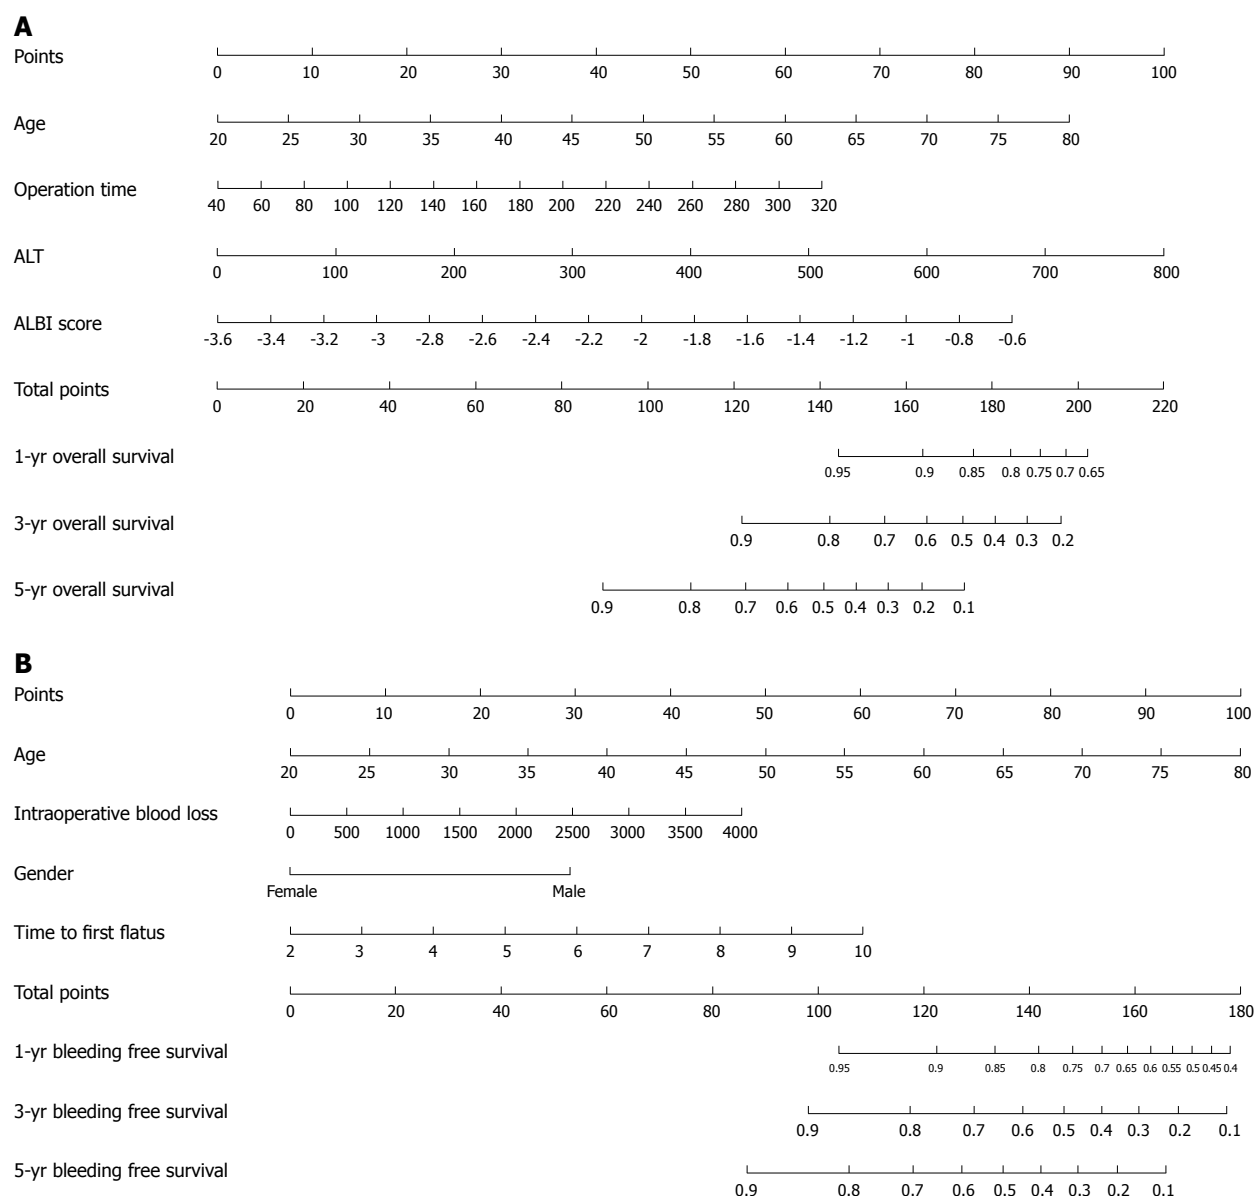 A
Points
0 10 20 30 40 50 60 70 80 90 100
Age
20 25 30 35 40 45 50 55 60 65 70 75 80
Operation time
40 60 80 100 120 140 160 180 200 220 240 260 280 300 320
ALT
0 100 200 300 400 500 600 700 800
ALBI score
-3.6 -3.4 -3.2 -3 -2.8 -2.6 -2.4 -2.2 -2 -1.8 -1.6 -1.4 -1.2 -1 -0.8 -0.6
Total points
0 20 40 60 80 100 120 140 160 180 200 220
1-yr overall survival
0.95 0.9 0.85 0.8 0.75 0.7 0.65
3-yr overall survival
0.9 0.8 0.7 0.6 0.5 0.4 0.3 0.2
5-yr overall survival
0.9 0.8 0.7 0.6 0.5 0.4 0.3 0.2 0.1
B
Points
0 10 20 30 40 50 60 70 80 90 100
Age
20 25 30 35 40 45 50 55 60 65 70 75 80
Intraoperative blood loss
0 500 1000 1500 2000 2500 3000 3500 4000
Gender
Female Male
Time to first flatus
2 3 4 5 6 7 8 9 10
Total points
0 20 40 60 80 100 120 140 160 180
1-yr bleeding free survival
0.95 0.9 0.85 0.8 0.75 0.7 0.65 0.6 0.55 0.5 0.45 0.4
3-yr bleeding free survival
0.9 0.8 0.7 0.6 0.5 0.4 0.3 0.2 0.1
5-yr bleeding free survival
0.9 0.8 0.7 0.6 0.5 0.4 0.3 0.2 0.1